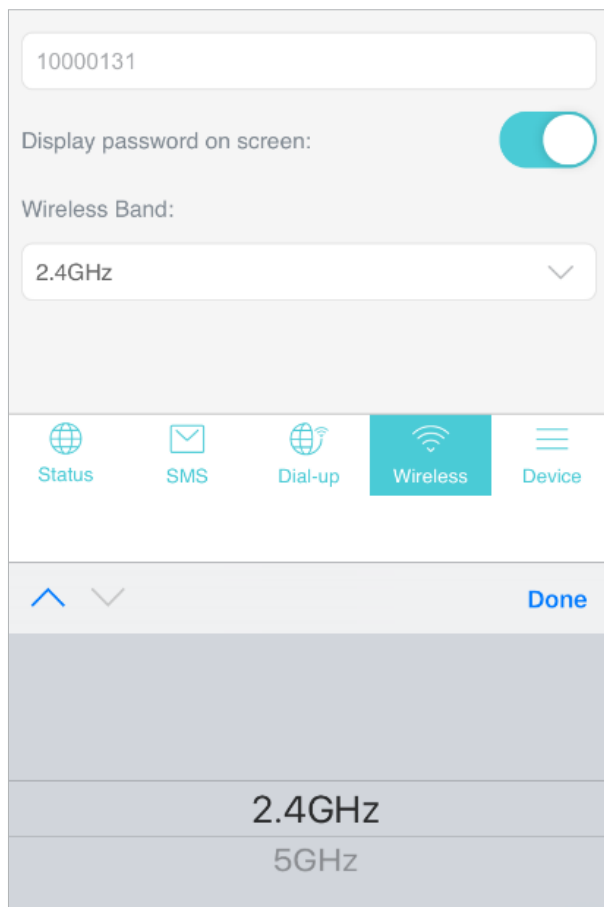 10000131
Display password on screen:
Wireless Band:
2.4GHz
Status SMS Dial-up Wireless Device
Done
2.4GHz
5GHz